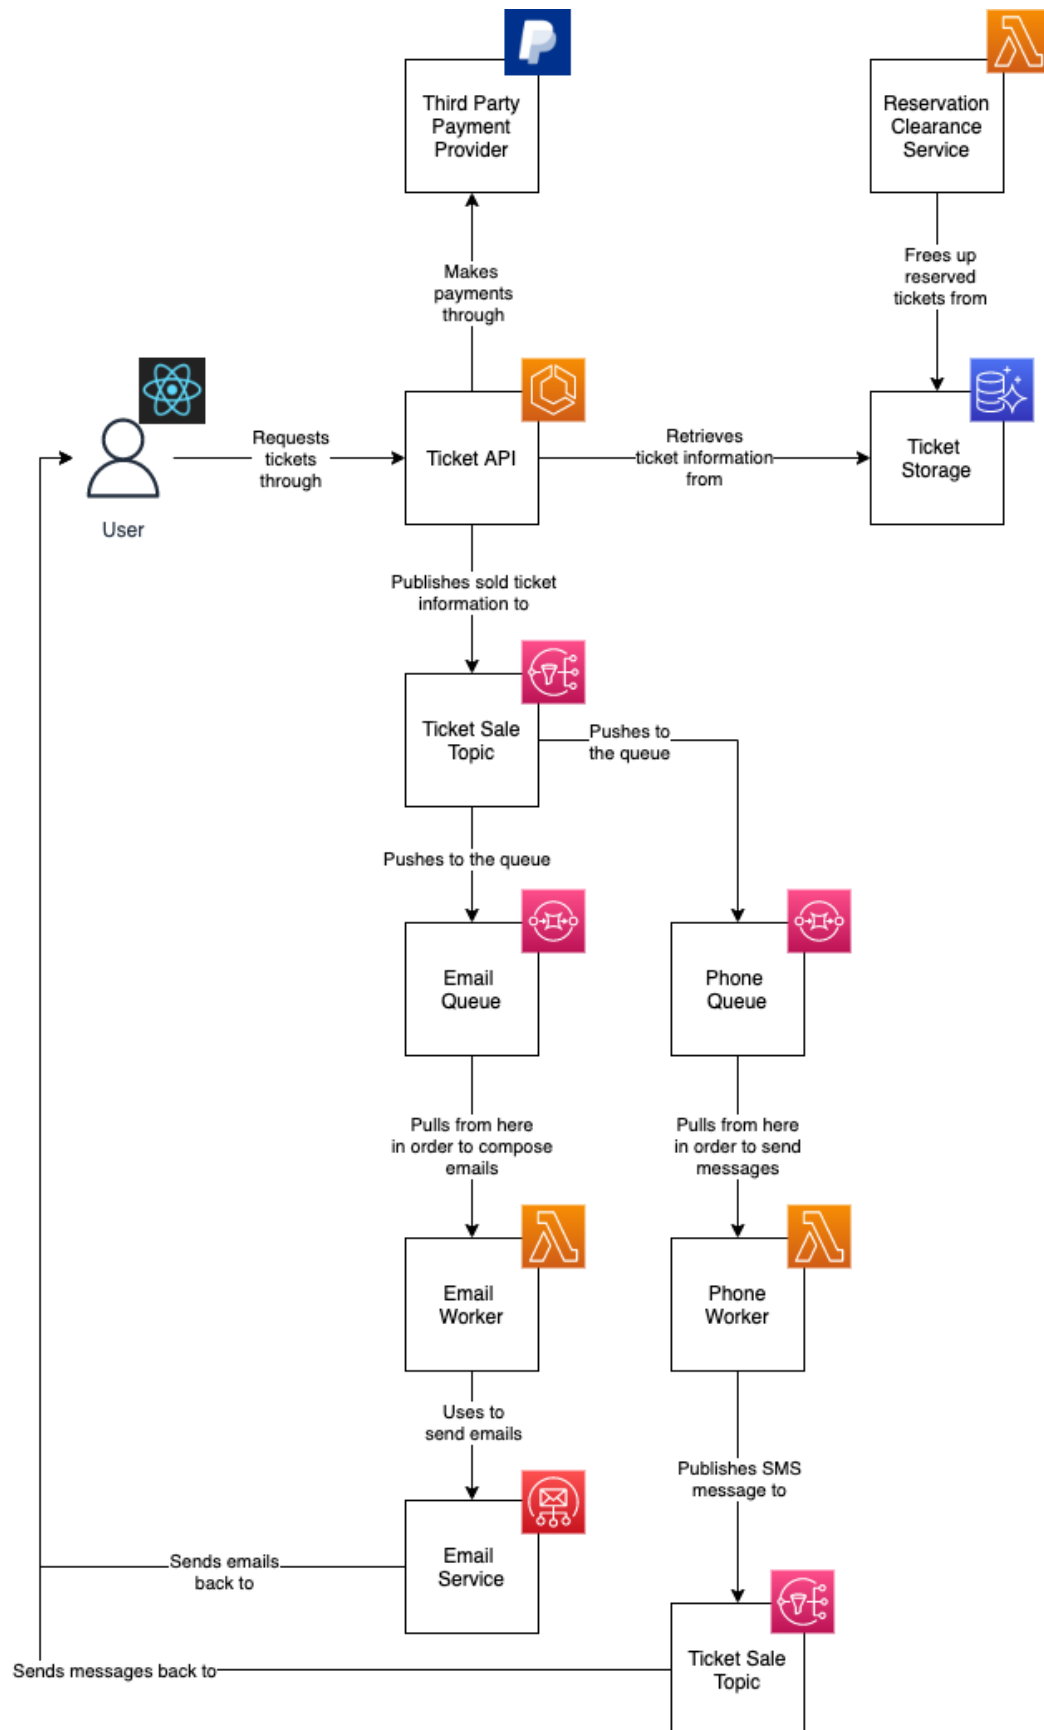 Third Party
Payment
Provider
Reservation
Clearance
Service
Makes
payments
through
Frees up
reserved
tickets from
User
Requests
tickets
through
Ticket API
Retrieves
ticket information
from
Ticket
Storage
Publishes sold ticket
information to
Ticket Sale
Topic
Pushes to
the queue
Pushes to the queue
Email
Queue
Phone
Queue
Pulls from here
in order to compose
emails
Pulls from here
in order to send
messages
Email
Worker
Phone
Worker
Uses to
send emails
Publishes SMS
message to
Email
Service
Sends emails
back to
Ticket Sale
Topic
Sends messages back to